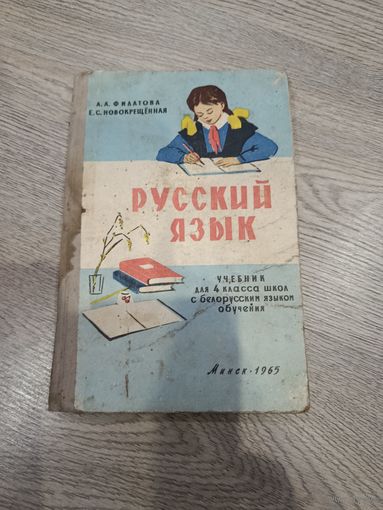 А. А. ФИЛАТОВА
Е. С. НОВОКРЕЩЁННАЯ
РУССКИЙ
ЯЗЫК
УЧЕБНИК
для 4 класса школ
с белорусским языком
обучения
Минск · 1965